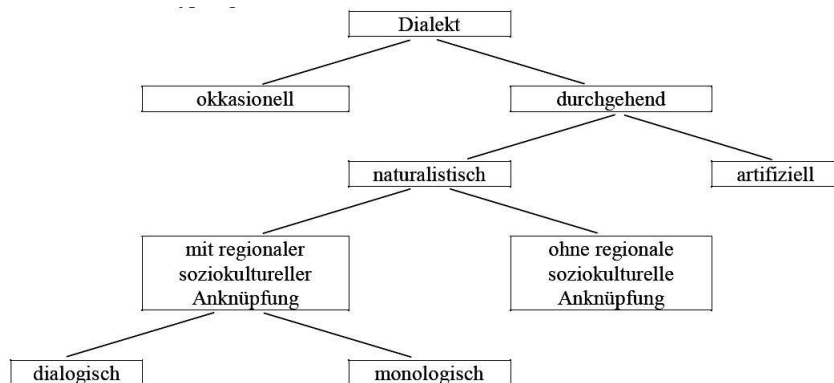 Dialekt
okkasionell
durchgehend
naturalistisch
artifiziell
mit regionaler
soziokultureller
Anknüpfung
ohne regionale
soziokulturelle
Anknüpfung
dialogisch
monologisch